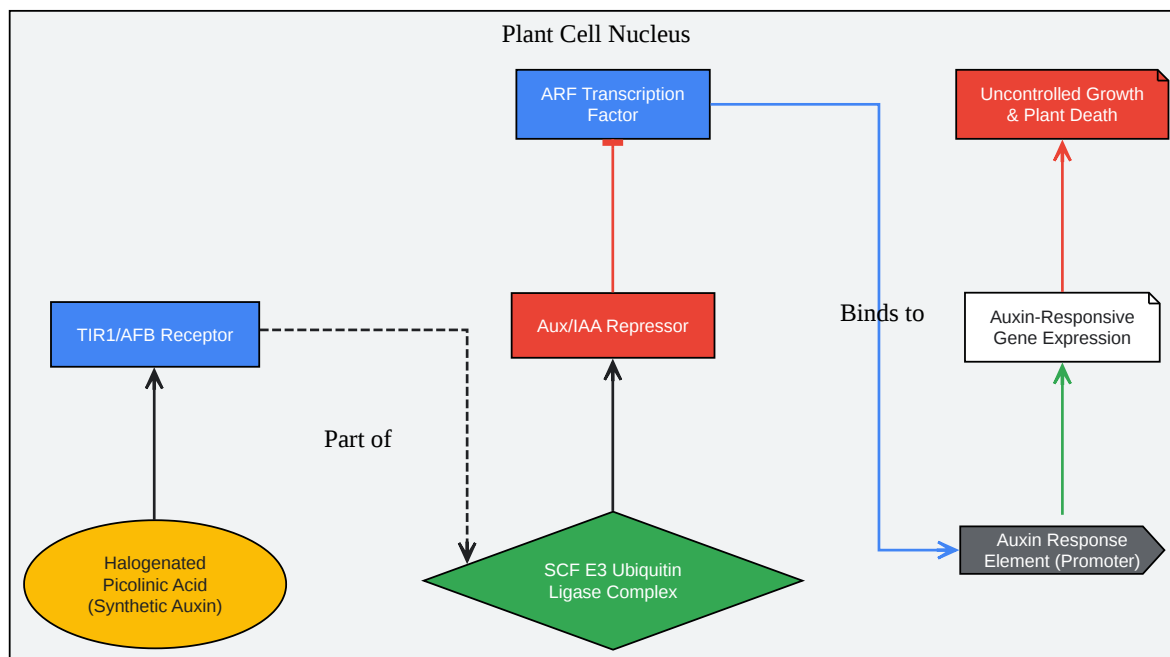 Plant Cell Nucleus
ARF Transcription
Factor
Uncontrolled Growth
& Plant Death
TIR1/AFB Receptor
Aux/IAA Repressor
Binds to
Auxin-Responsive
Gene Expression
Part of
Halogenated
Picolinic Acid
(Synthetic Auxin)
SCF E3 Ubiquitin
Ligase Complex
Auxin Response
Element (Promoter)